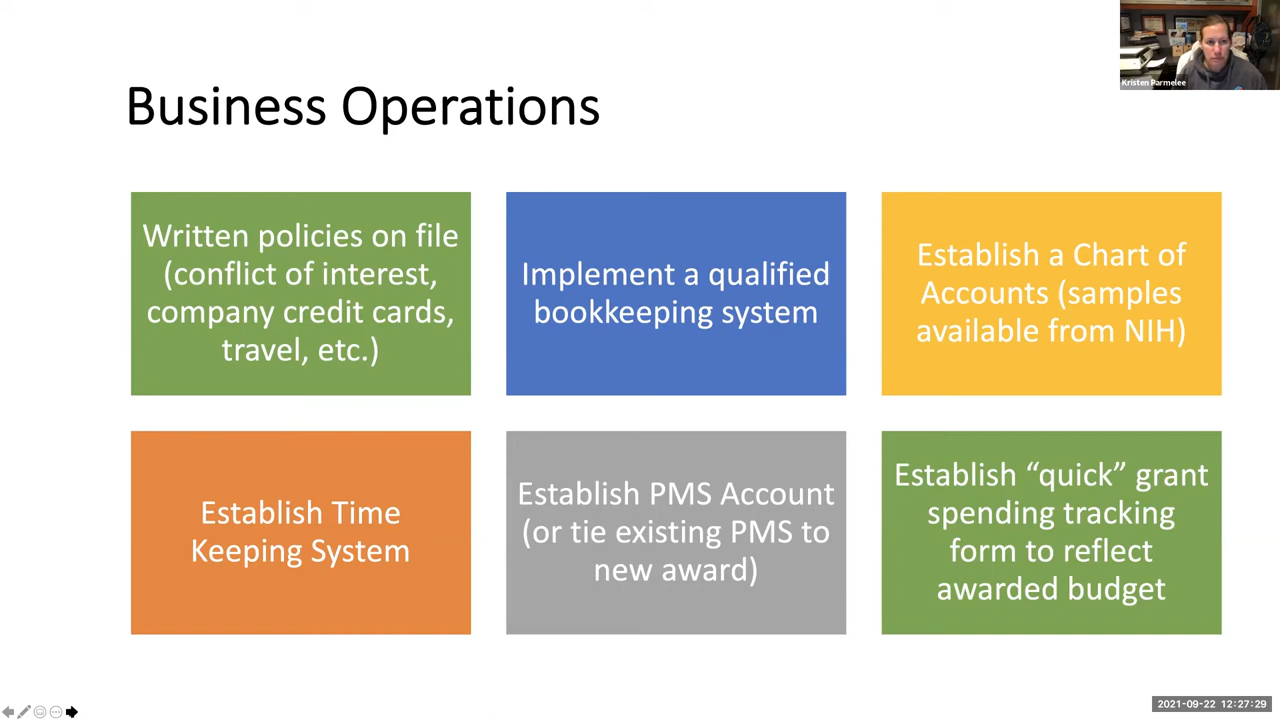 Kristen Parmelee
Business Operations
Written policies on file
(conflict of interest,
company credit cards,
travel, etc.)
Implement a qualified
bookkeeping system
Establish a Chart of
Accounts (samples
available from NIH)
Establish Time
Keeping System
Establish PMS Account
(or tie existing PMS to
new award)
Establish “quick” grant
spending tracking
form to reflect
awarded budget
2021-09-22 12:27:29